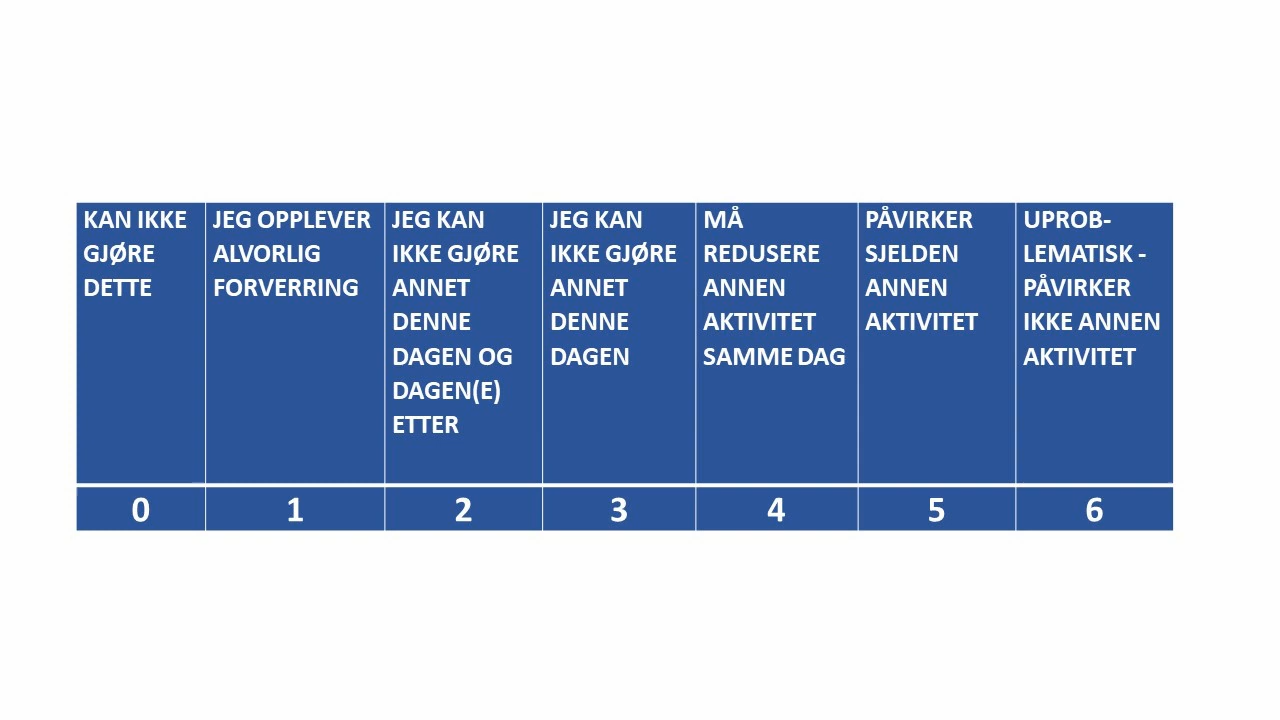 KAN IKKE
GJØRE
DETTE
JEG OPPLEVER
ALVORLIG
FORVERRING
JEG KAN
IKKE GJØRE
ANNET
DENNE
DAGEN OG
DAGEN(E)
ETTER
JEG KAN
IKKE GJØRE
ANNET
DENNE
DAGEN
MÅ
REDUSERE
ANNEN
AKTIVITET
SAMME DAG
PÅVIRKER
SJELDEN
ANNEN
AKTIVITET
UPROB-
LEMATISK -
PÅVIRKER
IKKE ANNEN
AKTIVITET
0 1 2 3 4 5 6